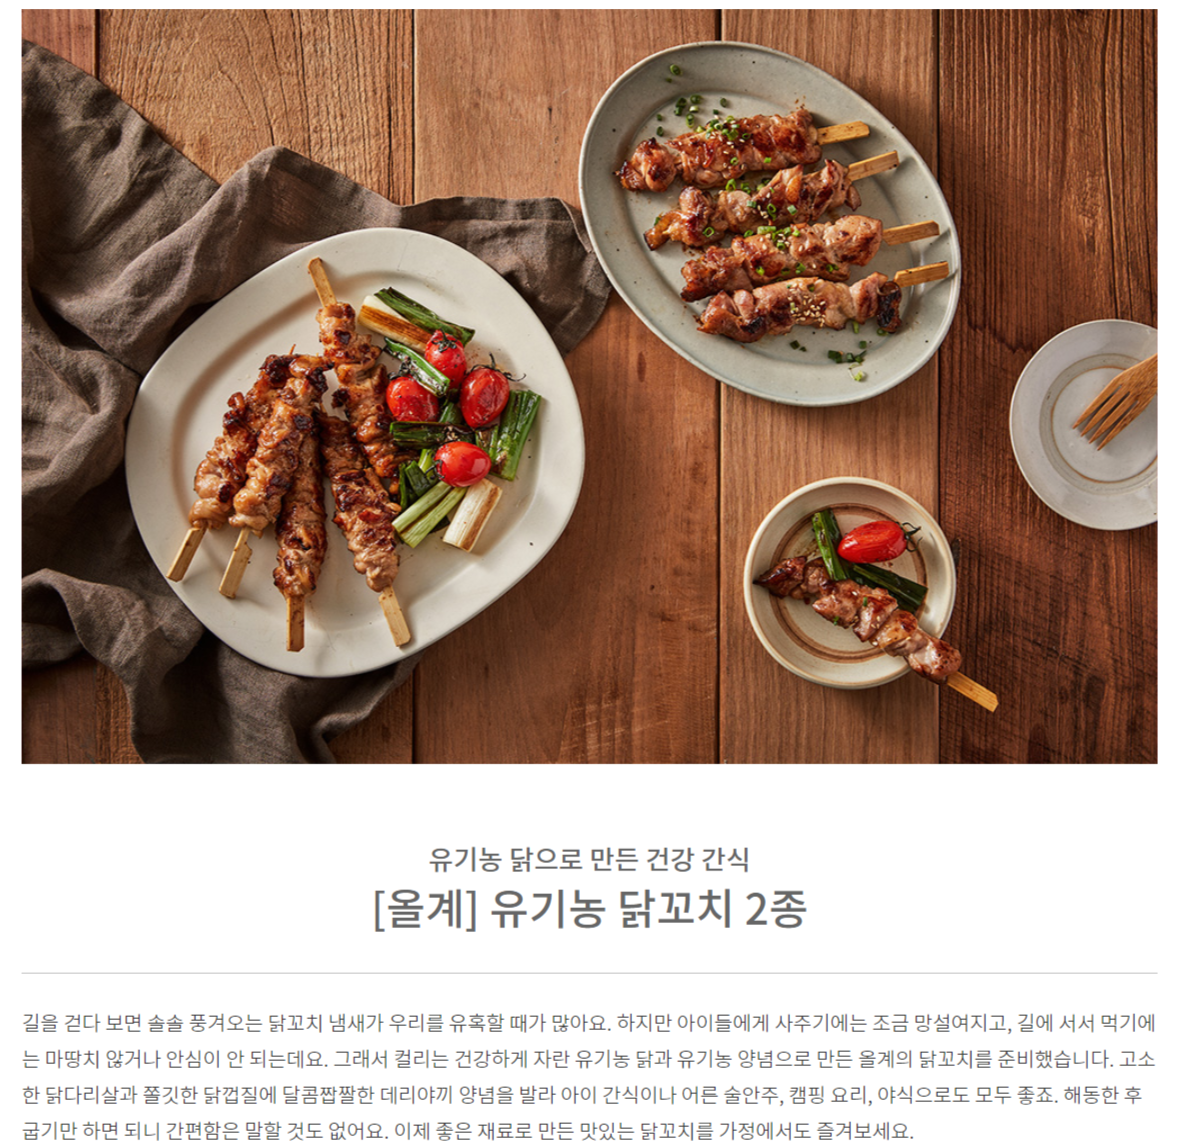 유기농 닭으로 만든 건강 간식
[올계] 유기농 닭꼬치 2종
길을 걷다 보면 솔솔 풍겨오는 닭꼬치 냄새가 우리를 유혹할 때가 많아요. 하지만 아이들에게 사주기에는 조금 망설여지고, 길에 서서 먹기에
는 마땅치 않거나 안심이 안 되는데요. 그래서 컬리는 건강하게 자란 유기농 닭과 유기농 양념으로 만든 올계의 닭꼬치를 준비했습니다. 고소
한 닭다리살과 쫄깃한 닭껍질에 달콤짭짤한 데리야끼 양념을 발라 아이 간식이나 어른 술안주, 캠핑 요리, 야식으로도 모두 좋죠. 해동한 후
굽기만 하면 되니 간편함은 말할 것도 없어요. 이제 좋은 재료로 만든 맛있는 닭꼬치를 가정에서도 즐겨보세요.